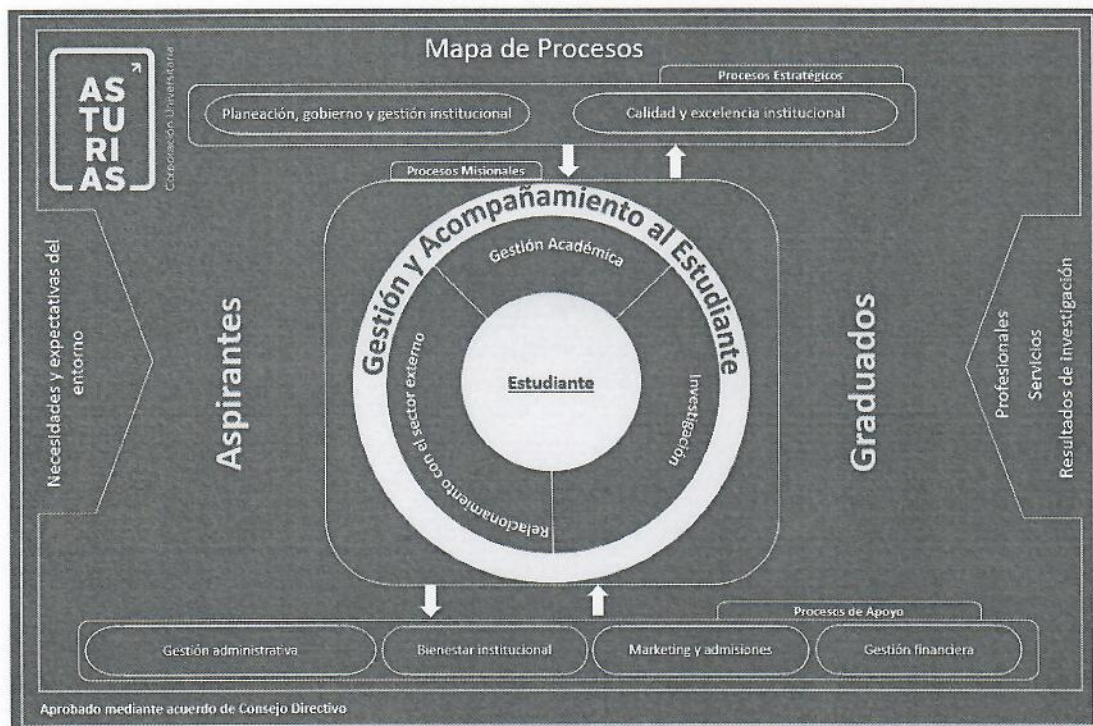 Mapa de Procesos
AS
TU
RI
AS
Corporación Universitaria
Procesos Estratégicos
Planeación, gobierno y gestión institucional
Calidad y excelencia institucional
Procesos Misionales
Gestión y Acompañamiento al Estudiante
Gestión Académica
Estudiante
Investigación
Relacionamiento con el sector externo
Necesidades y expectativas del
entorno
Aspirantes
Graduados
Profesionales
Servicios
Resultados de investigación
Procesos de Apoyo
Gestión administrativa
Bienestar institucional
Marketing y admisiones
Gestión financiera
Aprobado mediante acuerdo de Consejo Directivo